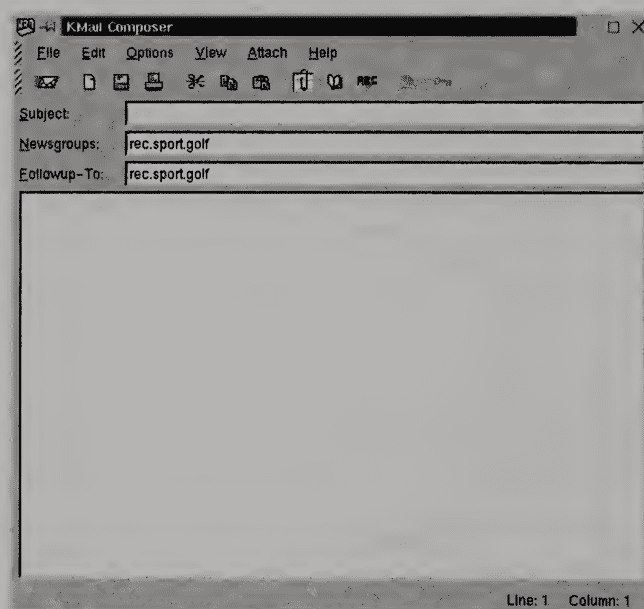 KMail Composer
File Edit Options View Attach Help
ABC
Subject:
Newsgroups: rec.sport.golf
Followup-To: rec.sport.golf
Line: 1 Column: 1